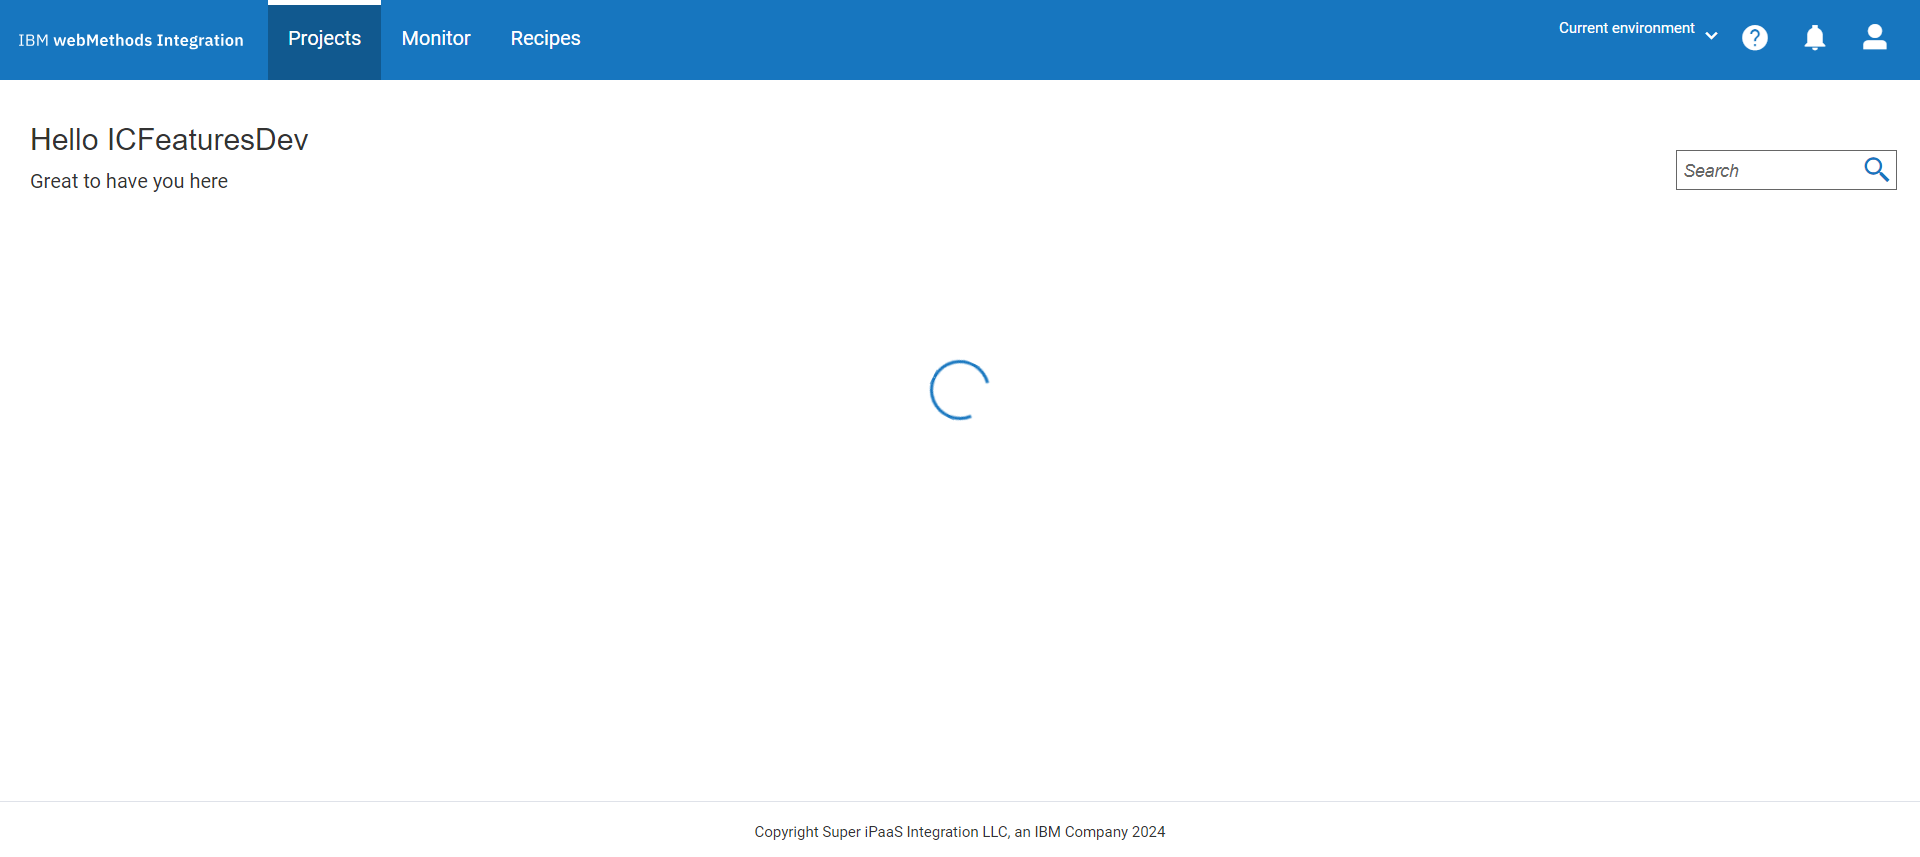 IBM webMethods Integration
Projects
Monitor
Recipes
Current environment
Hello ICFeaturesDev
Great to have you here
Search
Copyright Super iPaaS Integration LLC, an IBM Company 2024